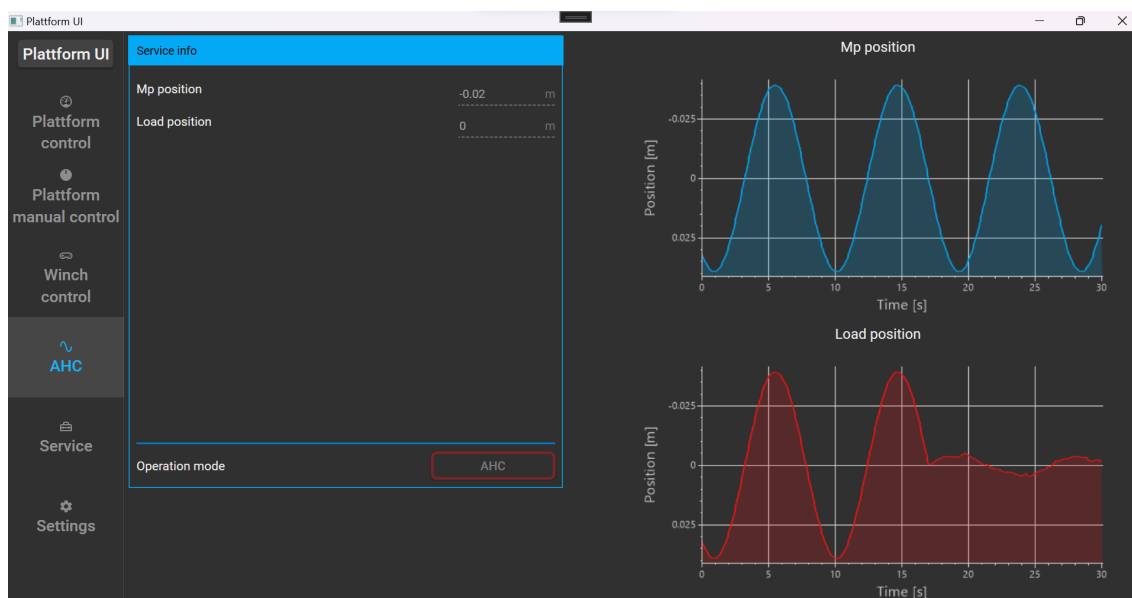 Plattform UI
Plattform UI
Plattform
control
Plattform
manual control
Winch
control
AHC
Service
Settings
Service info
Mp position
-0.02 m
Load position
0 m
Operation mode
AHC
Mp position
Position [m]
-0.025
0
0.025
0 5 10 15 20 25 30
Time [s]
Load position
Position [m]
-0.025
0
0.025
0 5 10 15 20 25 30
Time [s]